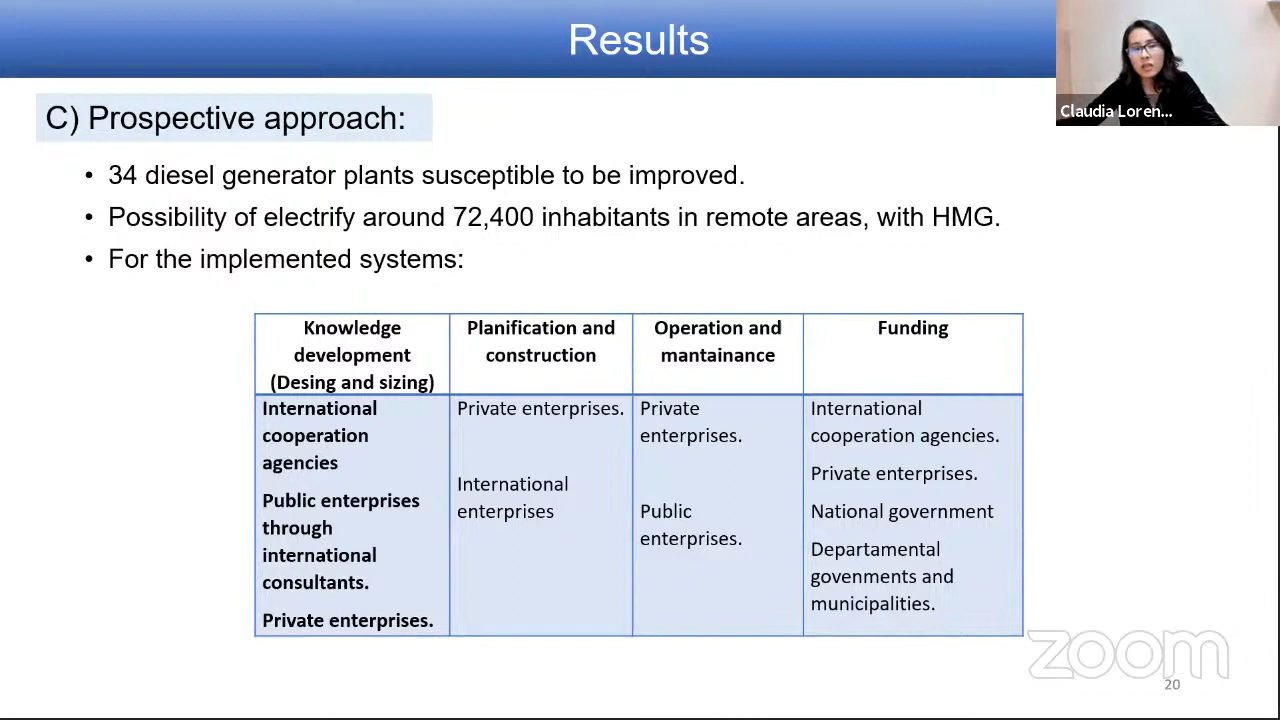 Results
Claudia Loren...
C) Prospective approach:
• 34 diesel generator plants susceptible to be improved.
• Possibility of electrify around 72,400 inhabitants in remote areas, with HMG.
• For the implemented systems:
Knowledge
development
(Desing and sizing)
Planification and
construction
Operation and
mantainance
Funding
International
cooperation
agencies
Public enterprises
through
international
consultants.
Private enterprises.
Private enterprises.
International
enterprises
Private
enterprises.
Public
enterprises.
International
cooperation agencies.
Private enterprises.
National government
Departamental
govenments and
municipalities.
zoom
20